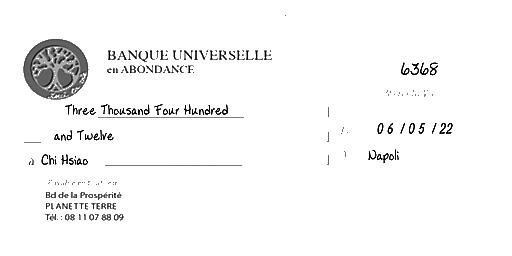 BANQUE UNIVERSELLE
en ABONDANCE
6368
Three Thousand Four Hundred
and Twelve
06/05/22
à Chi Hsiao
Napoli
Bd de la Prospérité
PLANETTE TERRE
Tél. : 08 11 07 88 09